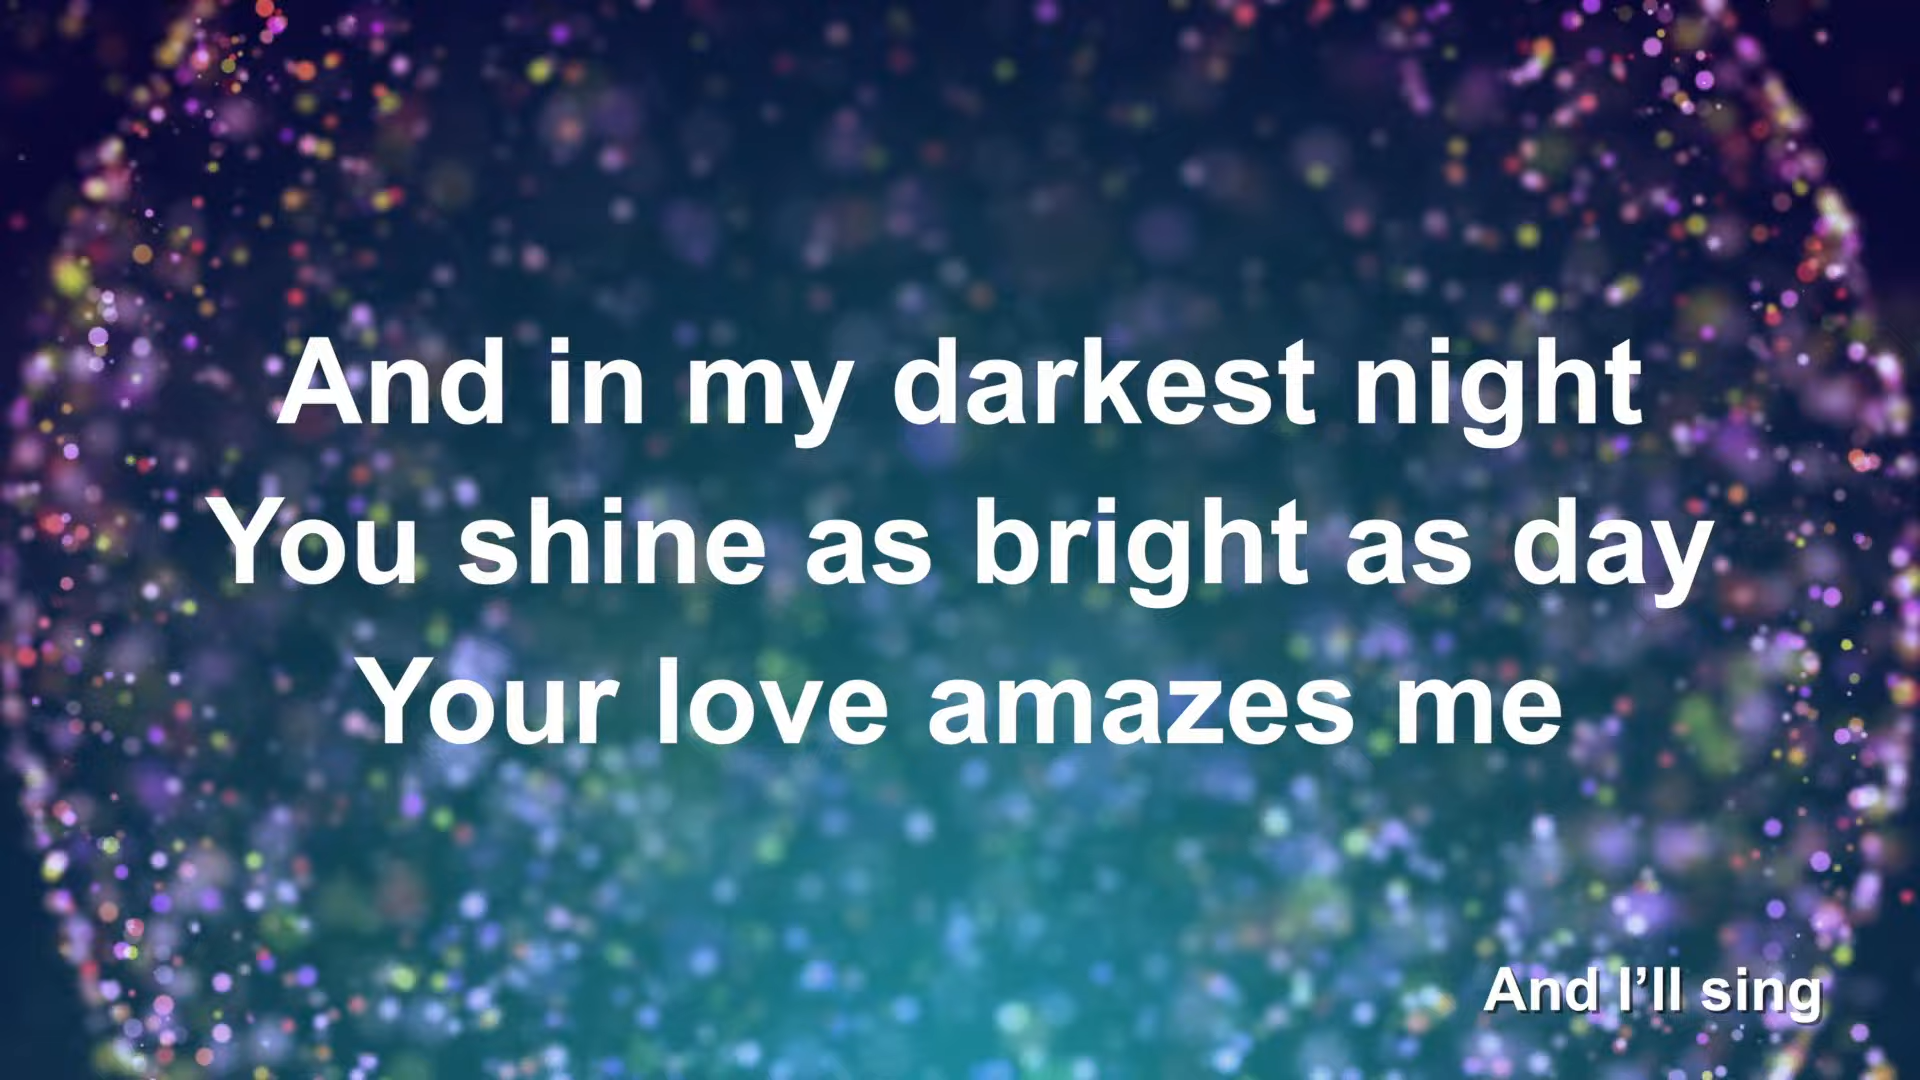 And in my darkest night
You shine as bright as day
Your love amazes me
And I’ll sing